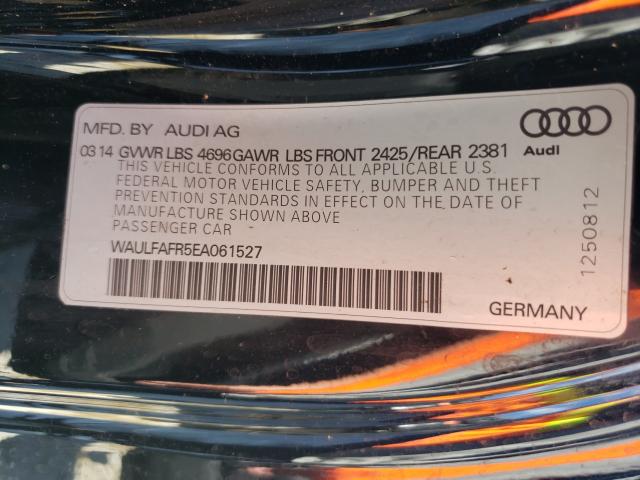 MFD. BY AUDI AG
03 14 GVWR LBS 4696 GAWR LBS FRONT 2425/REAR 2381
Audi
THIS VEHICLE CONFORMS TO ALL APPLICABLE U.S.
FEDERAL MOTOR VEHICLE SAFETY, BUMPER AND THEFT
PREVENTION STANDARDS IN EFFECT ON THE DATE OF
MANUFACTURE SHOWN ABOVE
PASSENGER CAR
WAULFAFR5EA061527
1250812
GERMANY